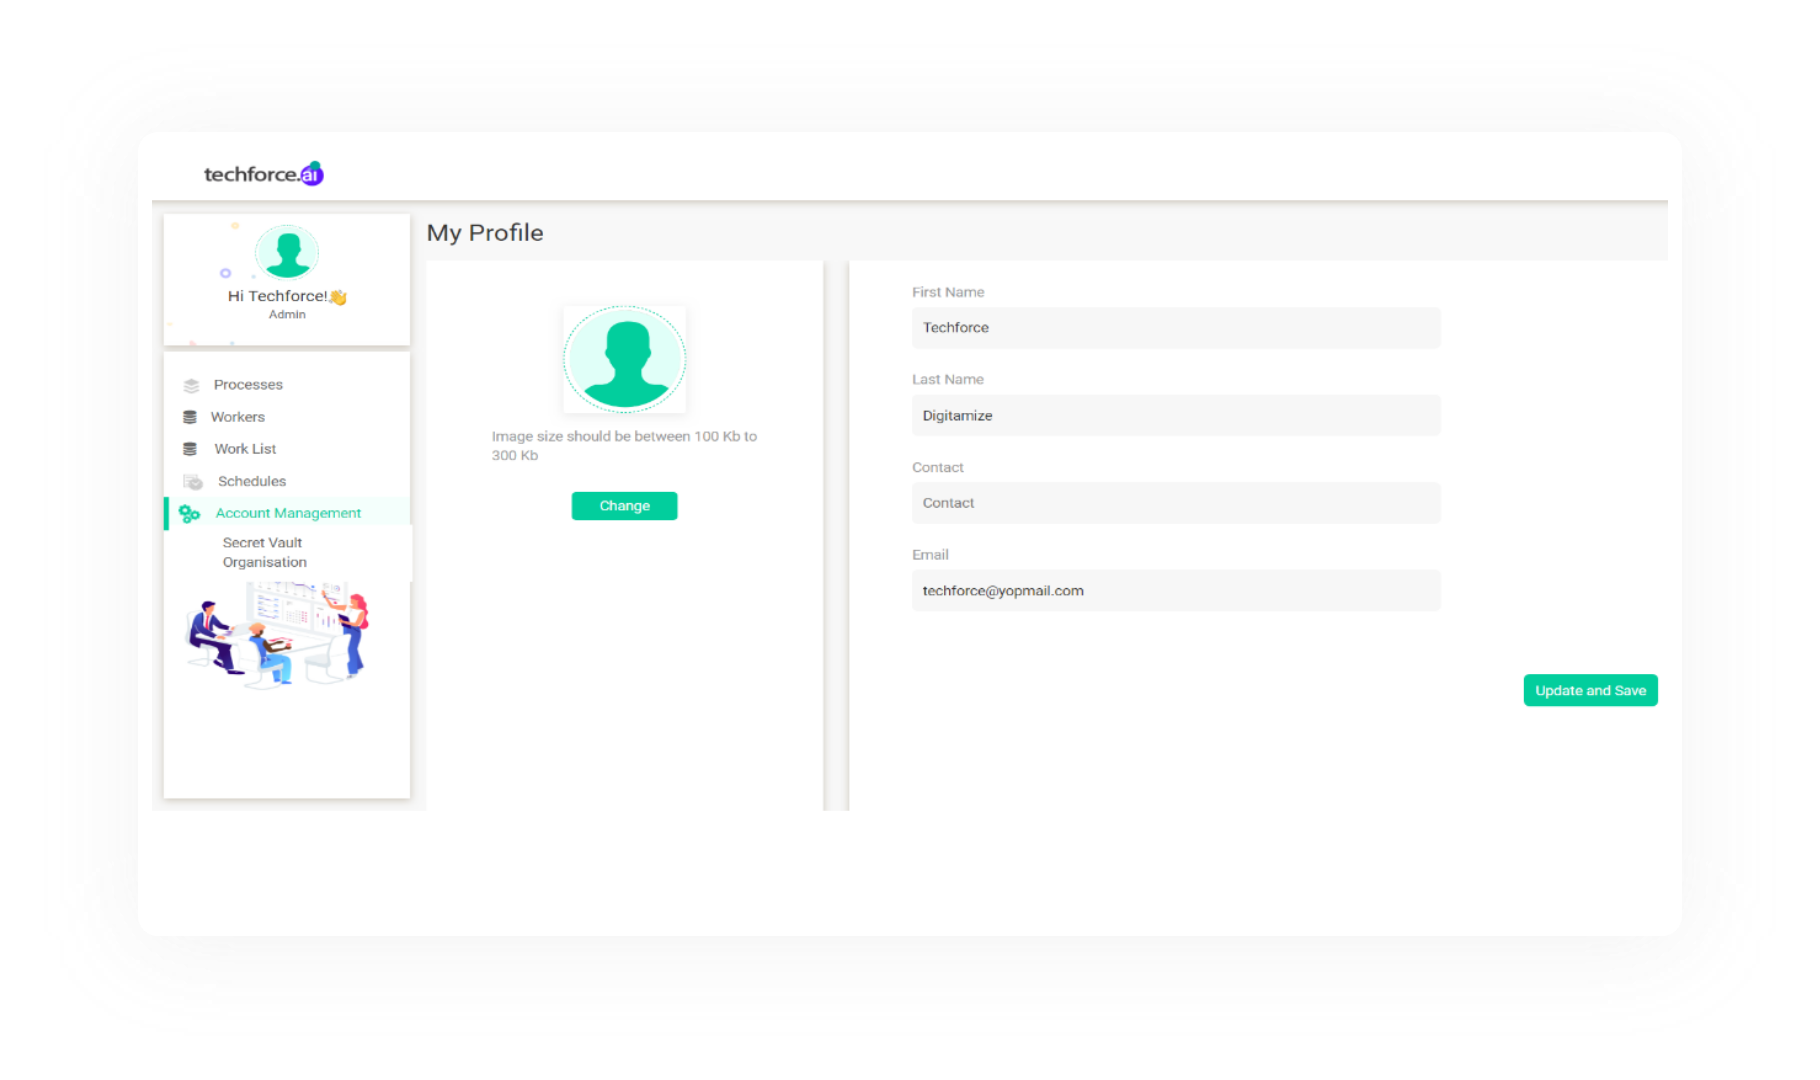 techforce.ai
Hi Techforce!👋
Admin
Processes
Workers
Work List
Schedules
Account Management
Secret Vault
Organisation
My Profile
Image size should be between 100 Kb to
300 Kb
Change
First Name
Techforce
Last Name
Digitamize
Contact
Contact
Email
techforce@yopmail.com
Update and Save